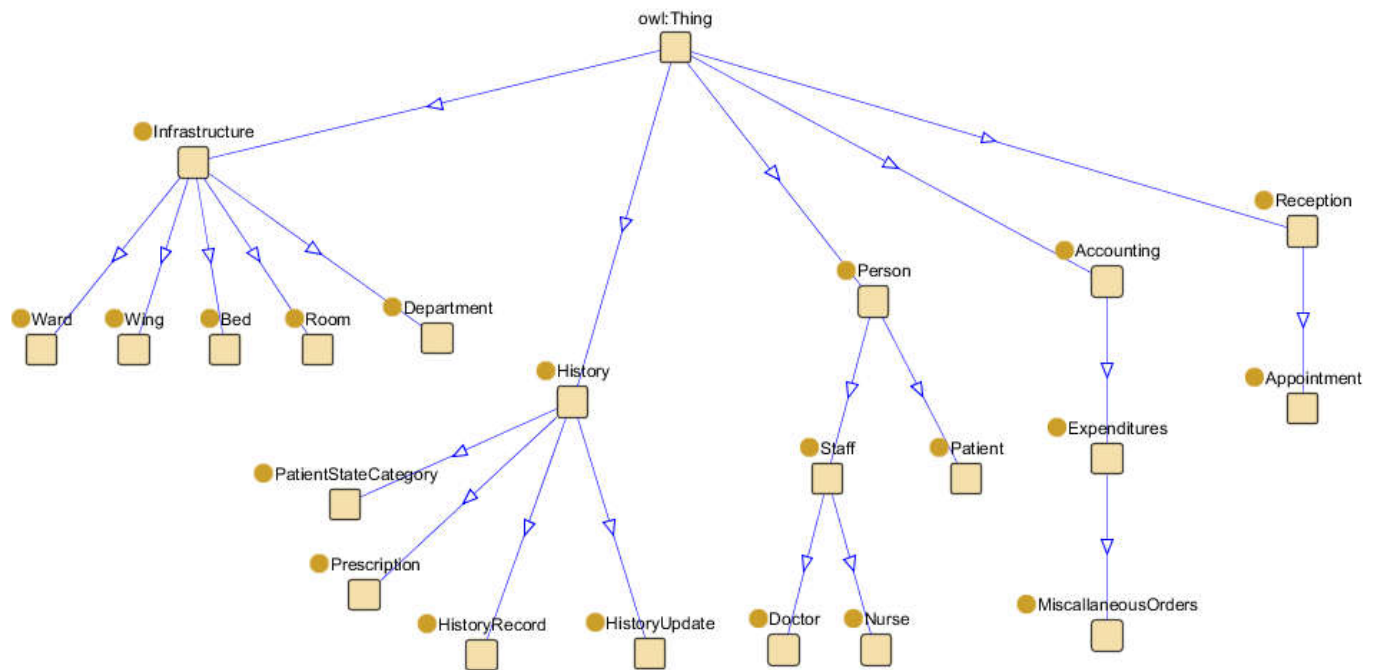 owl:Thing
Infrastructure
Reception
Accounting
Person
Department
Ward
Wing
Bed
Room
History
Appointment
Expenditures
Staff
Patient
PatientStateCategory
Prescription
MiscallaneousOrders
HistoryRecord
HistoryUpdate
Doctor
Nurse